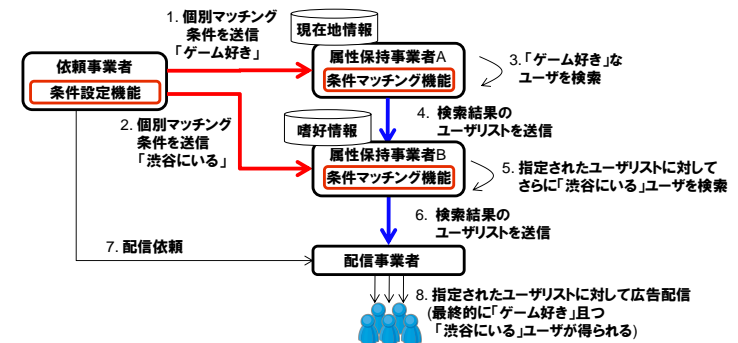 1. 個別マッチング
条件を送信
「ゲーム好き」
現在地情報
依頼事業者
条件設定機能
属性保持事業者A
条件マッチング機能
3.「ゲーム好き」な
ユーザを検索
2. 個別マッチング
条件を送信
「渋谷にいる」
4. 検索結果の
ユーザリストを送信
嗜好情報
属性保持事業者B
条件マッチング機能
5. 指定されたユーザリストに対して
さらに「渋谷にいる」ユーザを検索
6. 検索結果の
ユーザリストを送信
7. 配信依頼
配信事業者
8. 指定されたユーザリストに対して広告配信
(最終的に「ゲーム好き」且つ
「渋谷にいる」ユーザが得られる)